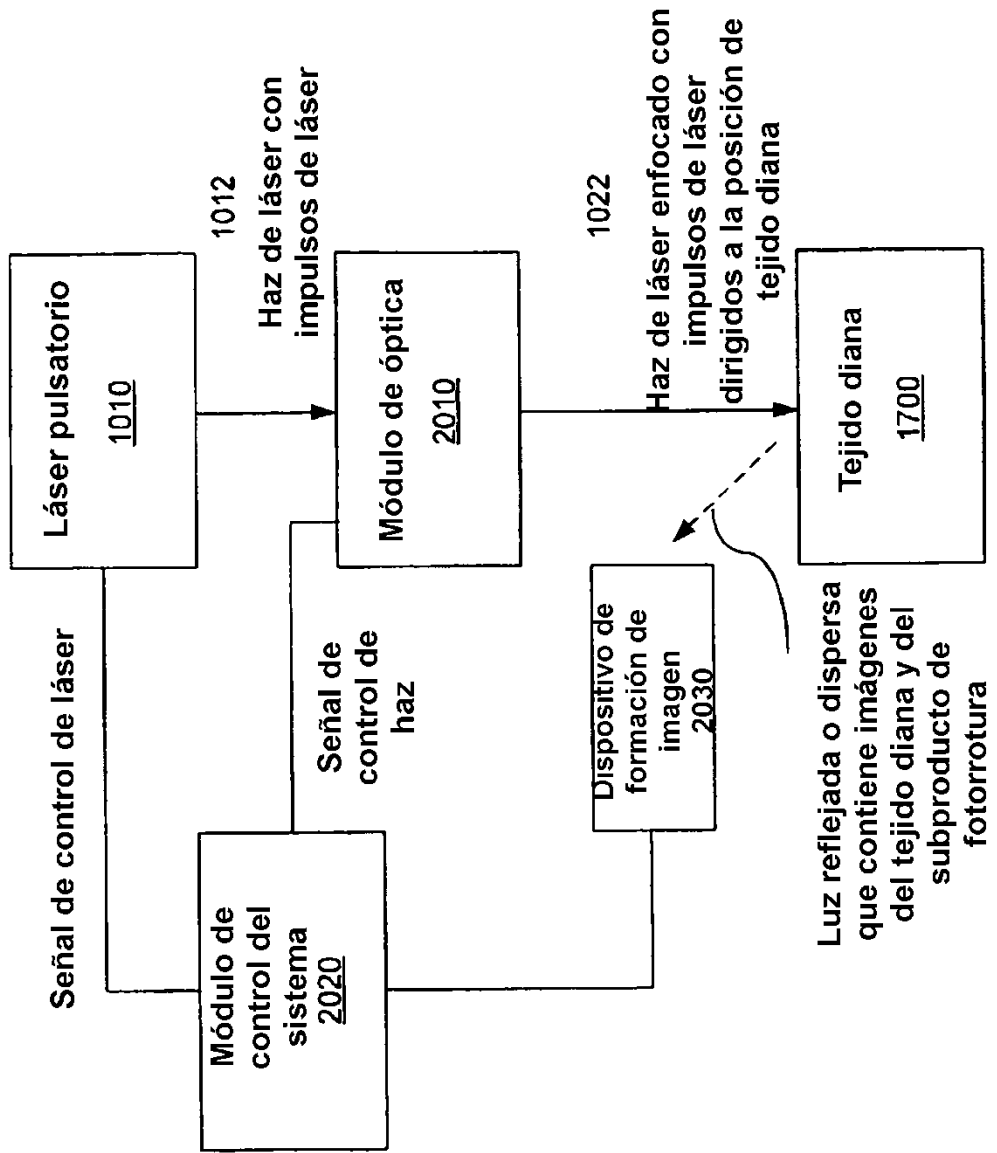 Señal de control de láser
Láser pulsatorio
1010
1012
Haz de láser con
impulsos de láser
Módulo de control del
sistema
2020
Señal de
control de
haz
Módulo de óptica
2010
1022
Haz de láser enfocado con
impulsos de láser
dirigidos a la posición de
tejido diana
Dispositivo de
formación de
imagen
2030
Tejido diana
1700
Luz reflejada o dispersa
que contiene imágenes
del tejido diana y del
subproducto de
fotorrotura